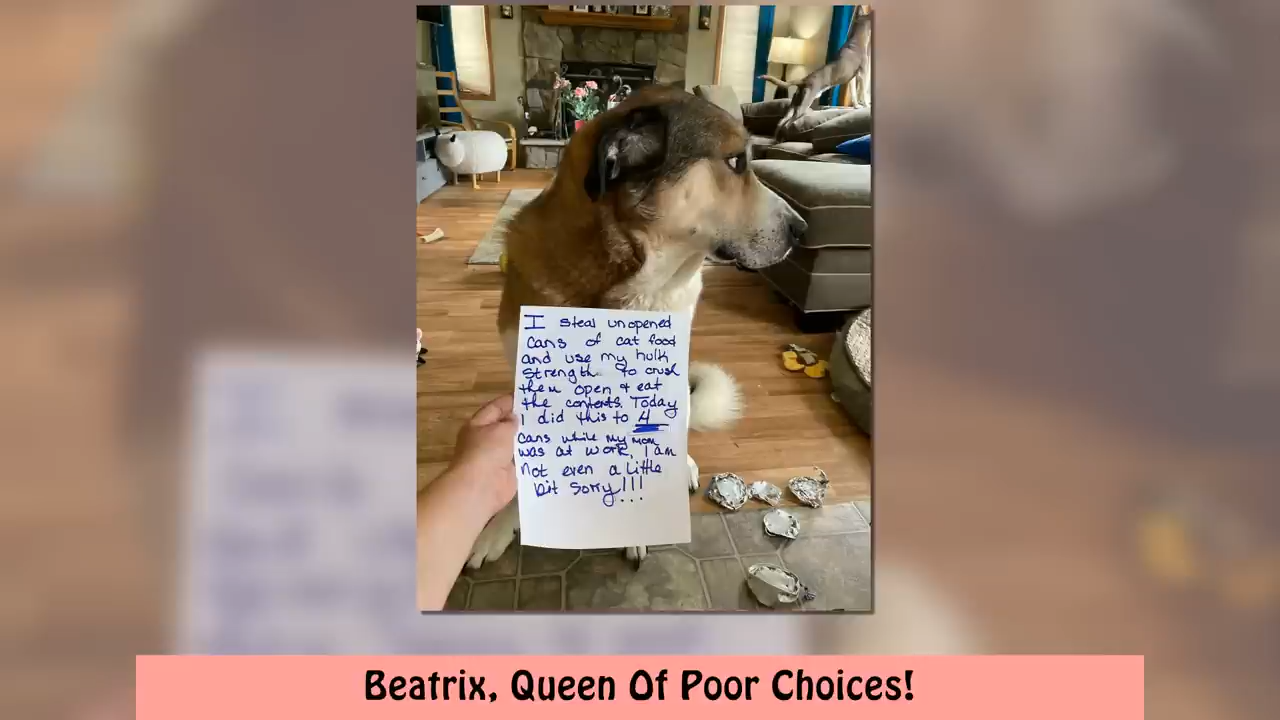 I steal unopened
cans of cat food
and use my hulk
strength to crush
them open + eat
the contents. Today
I did this to 4
cans while my mom
was at work, I am
not even a little
bit sorry!!!
Beatrix, Queen Of Poor Choices!